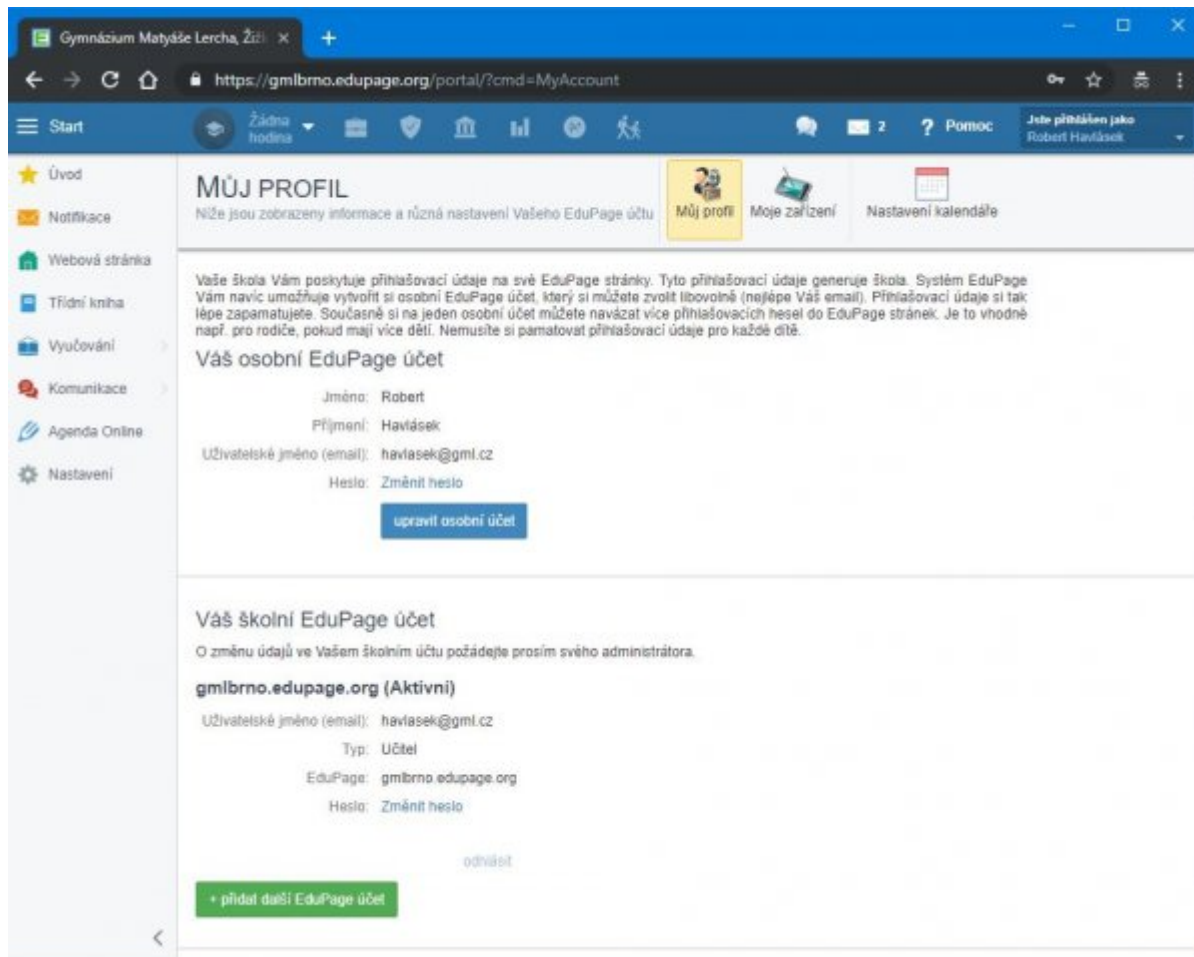 Gymnázium Matyáše Lercha, Žiž
https://gmlbrno.edupage.org/portal/?cmd=MyAccount
Start
Žádná
hodina
2
? Pomoc
Jste přihlášen jako
Robert Havlásek
Úvod
Notifikace
Webová stránka
Třídní kniha
Vyučování
Komunikace
Agenda Online
Nastavení
MŮJ PROFIL
Níže jsou zobrazeny informace a různá nastavení Vašeho EduPage účtu
Můj profil
Moje zařízení
Nastavení kalendáře
Vaše škola Vám poskytuje přihlašovací údaje na své EduPage stránky. Tyto přihlašovací údaje generuje škola. Systém EduPage
Vám navíc umožňuje vytvořit si osobní EduPage účet, který si můžete zvolit libovolně (nejlépe Váš email). Přihlašovací údaje si tak
lépe zapamatujete. Současně si na jeden osobní účet můžete navázat více přihlašovacích hesel do EduPage stránek. Je to vhodné
např. pro rodiče, pokud mají více dětí. Nemusíte si pamatovat přihlašovací údaje pro každé dítě.
Váš osobní EduPage účet
Jméno: Robert
Příjmení: Havlásek
Uživatelské jméno (email): havlasek@gml.cz
Heslo: Změnit heslo
upravit osobní účet
Váš školní EduPage účet
O změnu údajů ve Vašem školním účtu požádejte prosím svého administrátora.
gmlbrno.edupage.org (Aktivní)
Uživatelské jméno (email): havlasek@gml.cz
Typ: Učitel
EduPage: gmlbrno.edupage.org
Heslo: Změnit heslo
odhlásit
+ přidat další EduPage účet